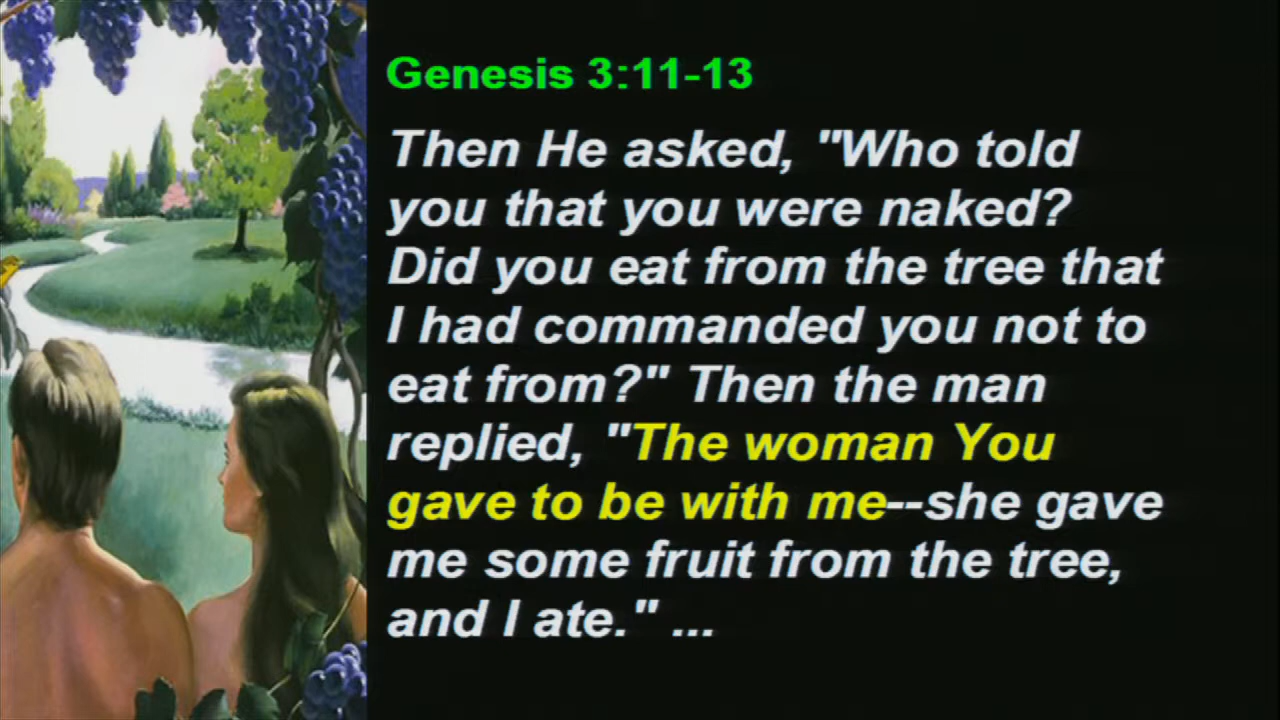 Genesis 3:11-13
Then He asked, "Who told
you that you were naked?
Did you eat from the tree that
I had commanded you not to
eat from?" Then the man
replied, "The woman You
gave to be with me--she gave
me some fruit from the tree,
and I ate." ...